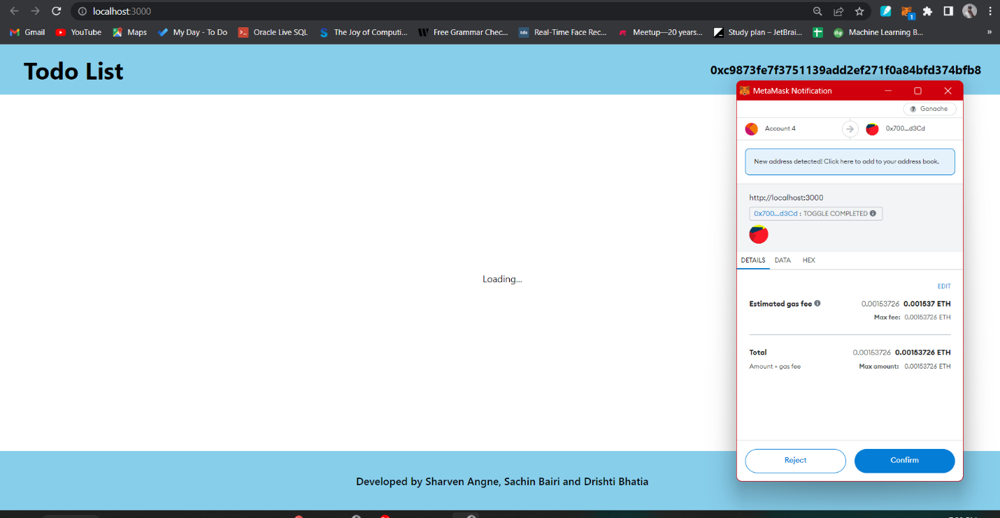 localhost:3000
Gmail YouTube Maps My Day - To Do Oracle Live SQL The Joy of Computi... Free Grammar Chec... tds Real-Time Face Rec... Meetup—20 years... Study plan – JetBrai... Machine Learning B... »
Todo List
0xc9873fe7f3751139add2ef271f0a84bfd374bfb8
MetaMask Notification
Ganache
Account 4 0x700...d3Cd
New address detected! Click here to add to your address book.
http://localhost:3000
0x700...d3Cd : TOGGLE COMPLETED
DETAILS DATA HEX
Loading...
EDIT
Estimated gas fee 0.00153726 0.001537 ETH
Max fee: 0.00153726 ETH
Total 0.00153726 0.00153726 ETH
Amount + gas fee Max amount: 0.00153726 ETH
Reject Confirm
Developed by Sharven Angne, Sachin Bairi and Drishti Bhatia